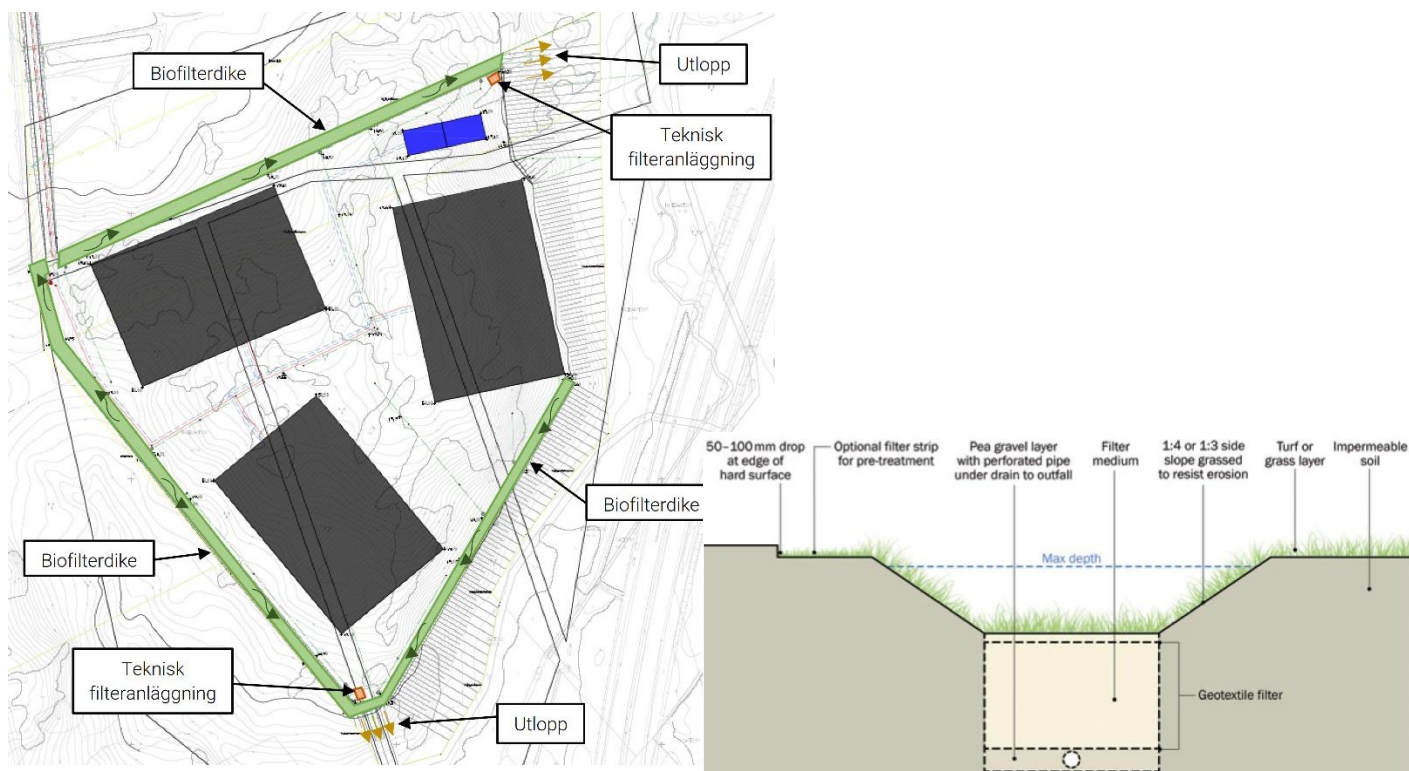 Biofilterdike
Utlopp
Teknisk
filteranläggning
Biofilterdike
Biofilterdike
Teknisk
filteranläggning
Utlopp
50–100 mm drop
at edge of
hard surface
Optional filter strip
for pre-treatment
Pea gravel layer
with perforated pipe
under drain to outfall
Filter
medium
1:4 or 1:3 side
slope grassed
to resist erosion
Turf or
grass layer
Impermeable
soil
Max depth
Geotextile filter